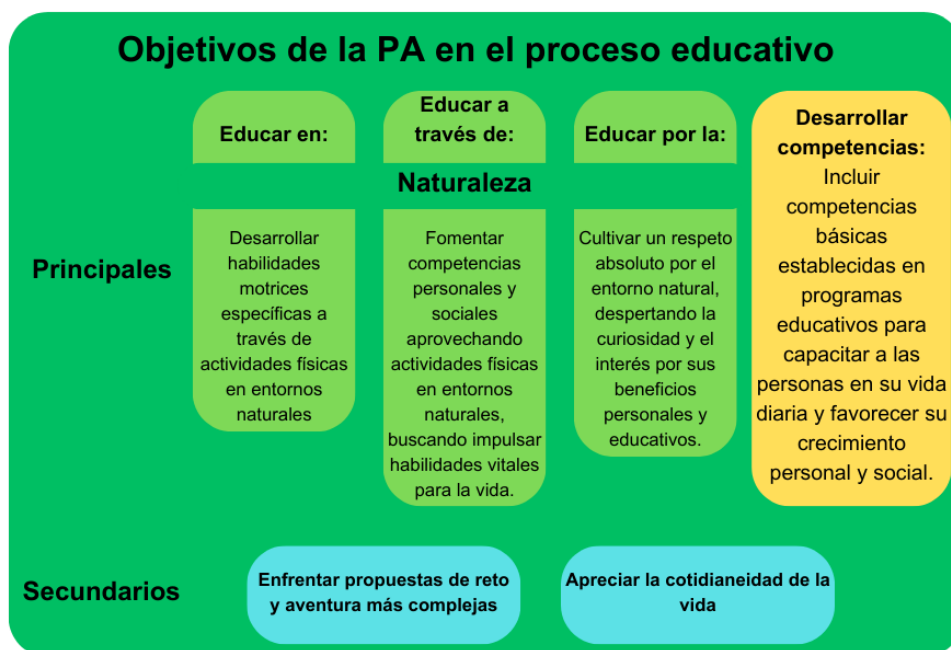 Objetivos de la PA en el proceso educativo
Principales
Educar en:
Educar a
través de:
Educar por la:
Naturaleza
Desarrollar
habilidades
motrices
específicas a
través de
actividades físicas
en entornos
naturales
Fomentar
competencias
personales y
sociales
aprovechando
actividades físicas
en entornos
naturales,
buscando impulsar
habilidades vitales
para la vida.
Cultivar un respeto
absoluto por el
entorno natural,
despertando la
curiosidad y el
interés por sus
beneficios
personales y
educativos.
Desarrollar
competencias:
Incluir
competencias
básicas
establecidas en
programas
educativos para
capacitar a las
personas en su vida
diaria y favorecer su
crecimiento
personal y social.
Secundarios
Enfrentar propuestas de reto
y aventura más complejas
Apreciar la cotidianeidad de la
vida